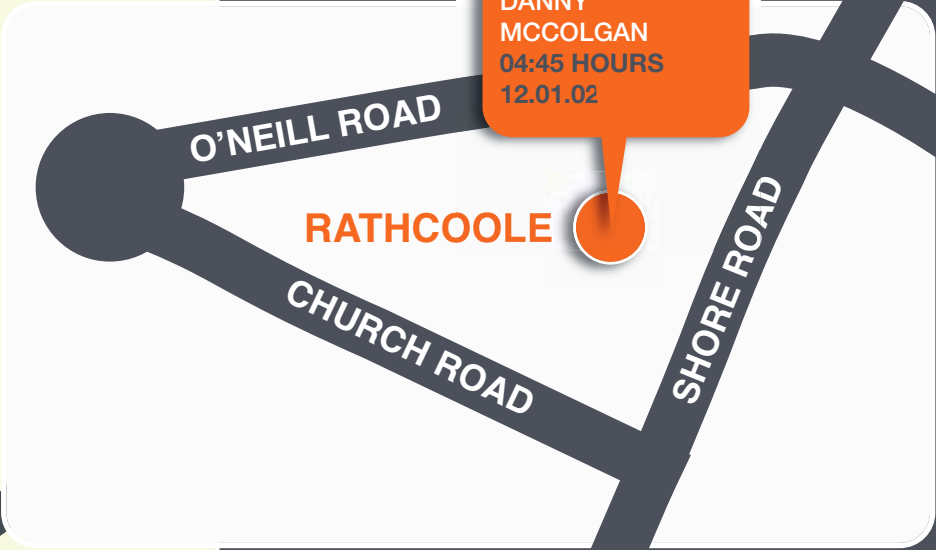 DANNY
MCCOLGAN
04:45 HOURS
12.01.02
O’NEILL ROAD
RATHCOOLE
CHURCH ROAD
SHORE ROAD